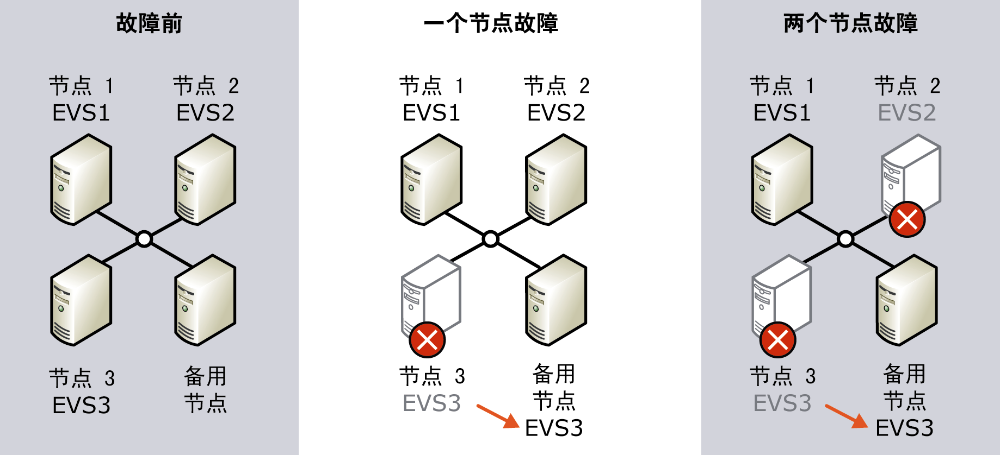 故障前
节点 1
EVS1
节点 2
EVS2
节点 3
EVS3
备用
节点
一个节点故障
节点 1
EVS1
节点 2
EVS2
节点 3
EVS3
备用
节点
EVS3
两个节点故障
节点 1
EVS1
节点 2
EVS2
节点 3
EVS3
备用
节点
EVS3